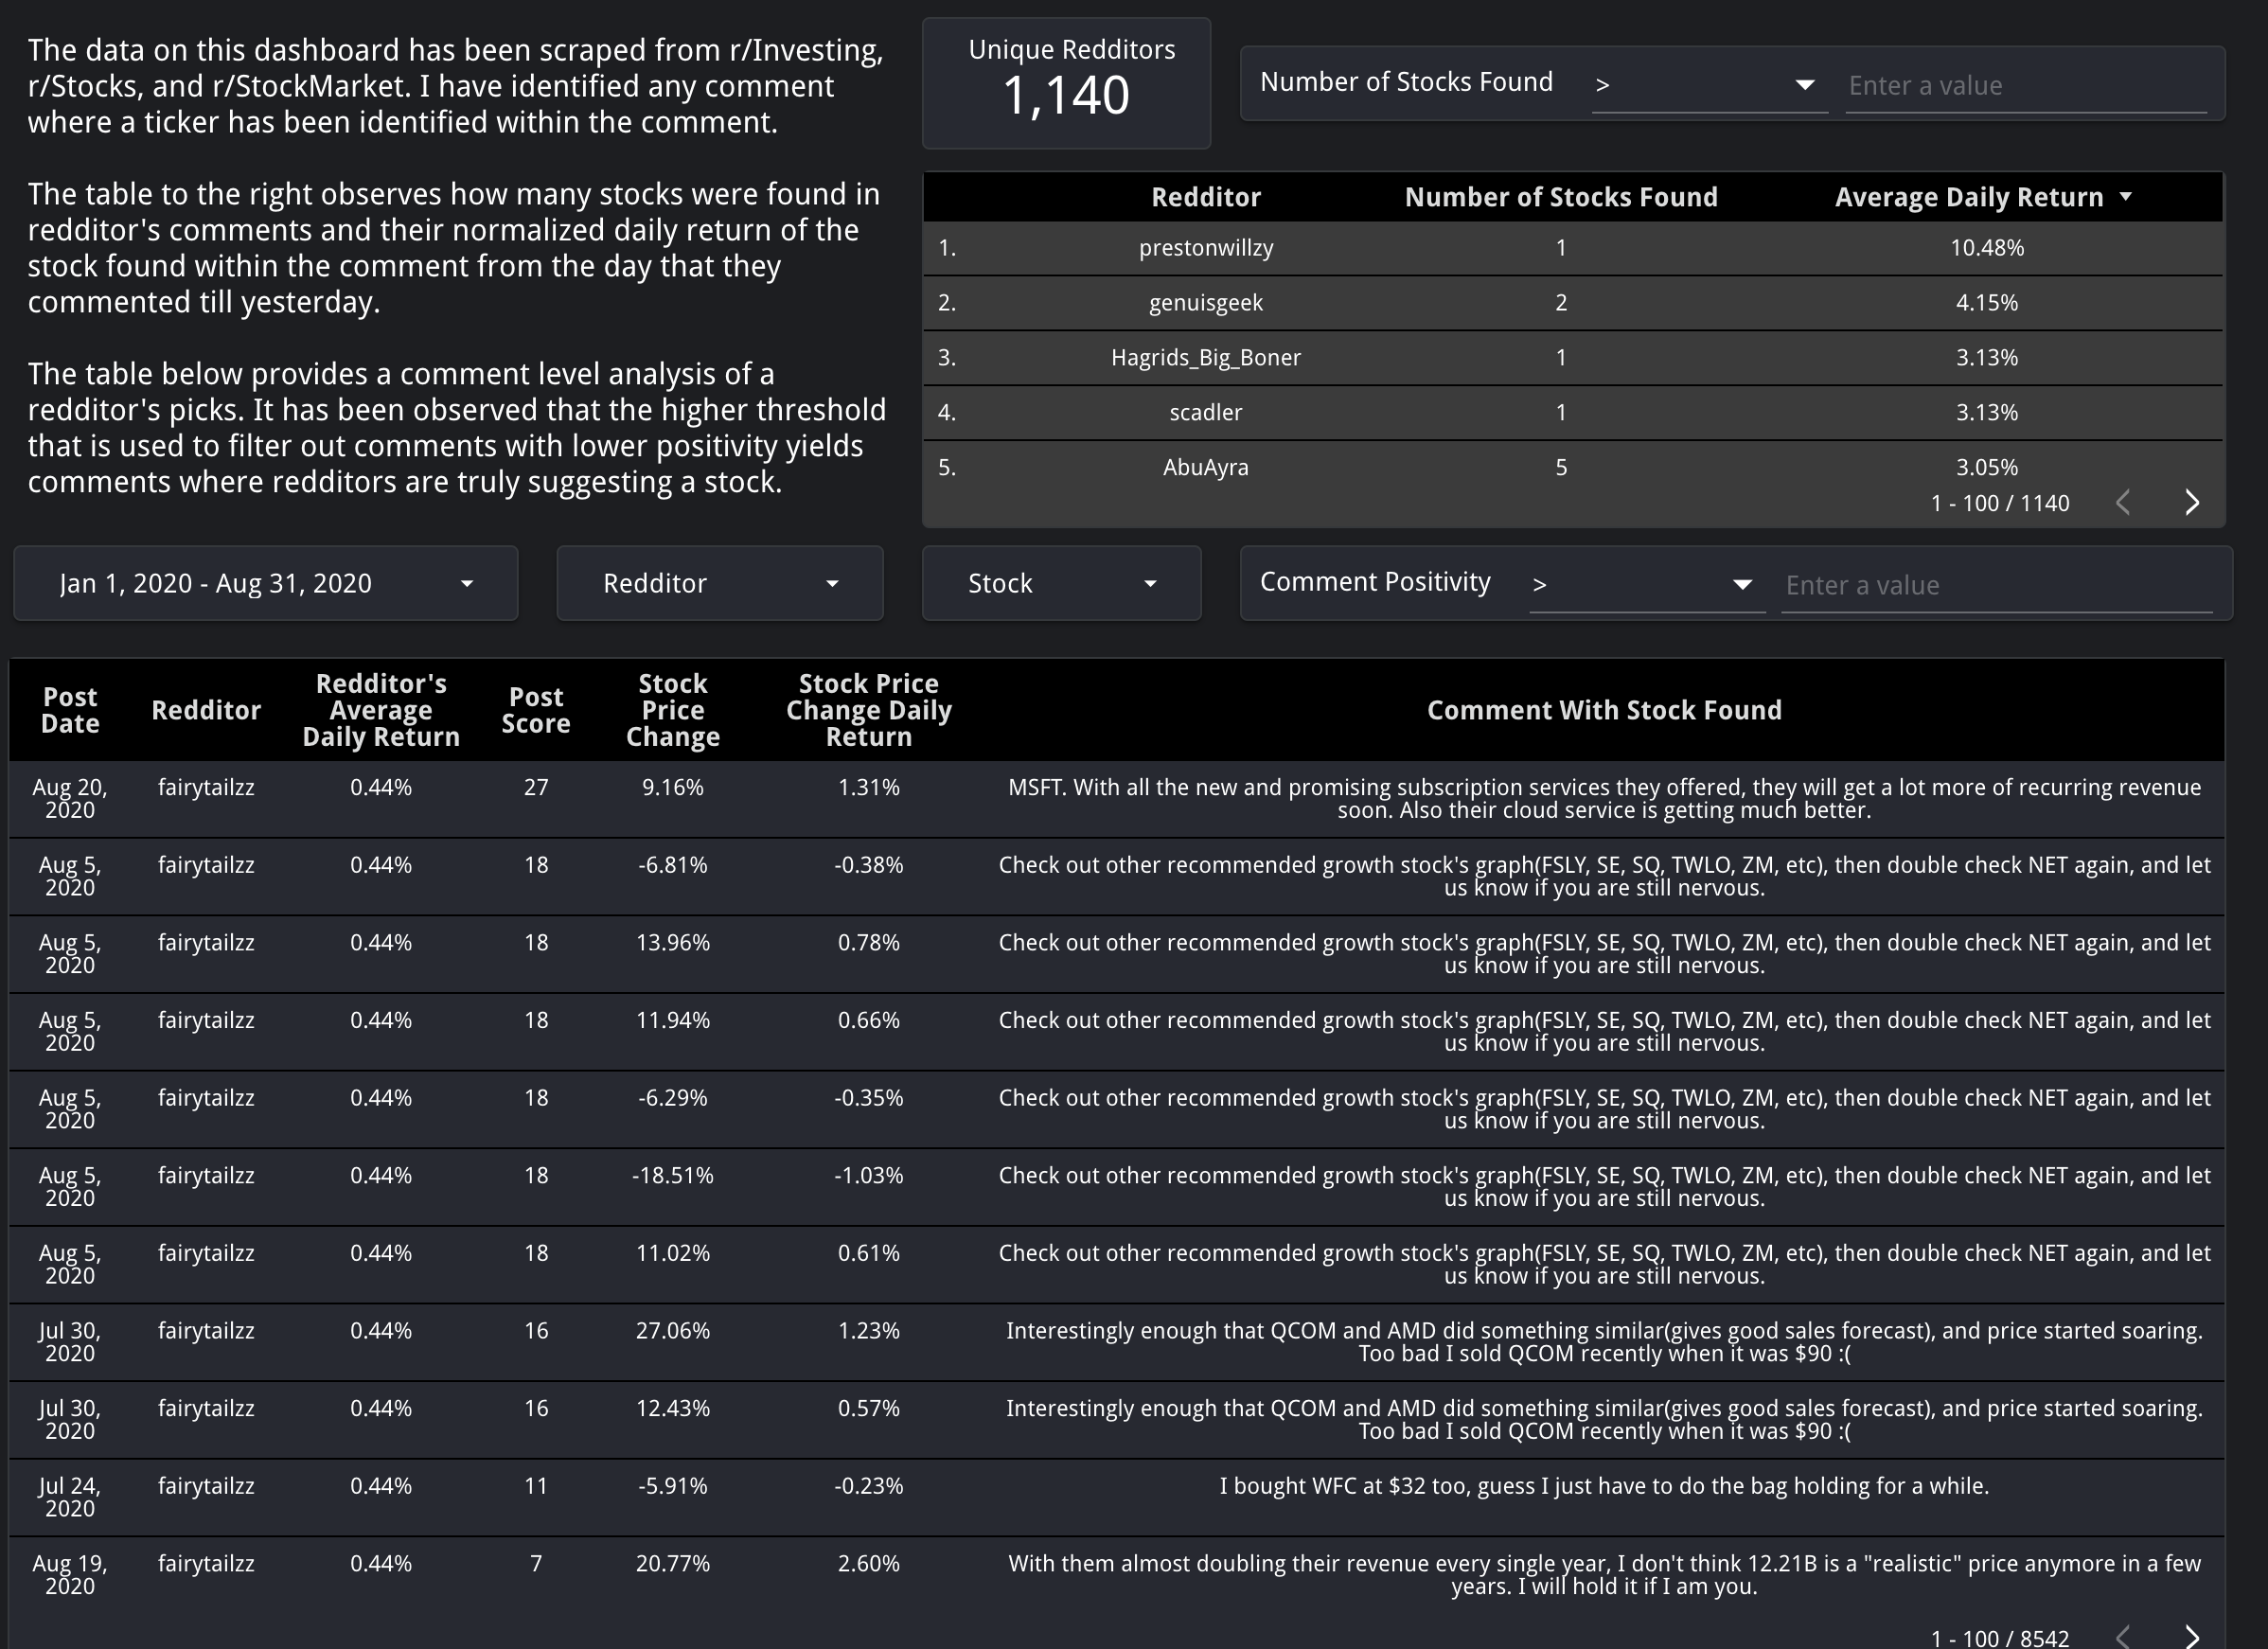 The data on this dashboard has been scraped from r/Investing,
r/Stocks, and r/StockMarket. I have identified any comment
where a ticker has been identified within the comment.
The table to the right observes how many stocks were found in
redditor's comments and their normalized daily return of the
stock found within the comment from the day that they
commented till yesterday.
The table below provides a comment level analysis of a
redditor's picks. It has been observed that the higher threshold
that is used to filter out comments with lower positivity yields
comments where redditors are truly suggesting a stock.
Unique Redditors
1,140
Number of Stocks Found > Enter a value
Redditor Number of Stocks Found Average Daily Return
1. prestonwillzy 1 10.48%
2. genuisgeek 2 4.15%
3. Hagrids_Big_Boner 1 3.13%
4. scadler 1 3.13%
5. AbuAyra 5 3.05%
1 - 100 / 1140
Jan 1, 2020 - Aug 31, 2020 Redditor Stock Comment Positivity > Enter a value
Post Date Redditor Redditor's Average Daily Return Post Score Stock Price Change Stock Price Change Daily Return Comment With Stock Found
Aug 20, 2020 fairytailzz 0.44% 27 9.16% 1.31% MSFT. With all the new and promising subscription services they offered, they will get a lot more of recurring revenue
soon. Also their cloud service is getting much better.
Aug 5, 2020 fairytailzz 0.44% 18 -6.81% -0.38% Check out other recommended growth stock's graph(FSLY, SE, SQ, TWLO, ZM, etc), then double check NET again, and let
us know if you are still nervous.
Aug 5, 2020 fairytailzz 0.44% 18 13.96% 0.78% Check out other recommended growth stock's graph(FSLY, SE, SQ, TWLO, ZM, etc), then double check NET again, and let
us know if you are still nervous.
Aug 5, 2020 fairytailzz 0.44% 18 11.94% 0.66% Check out other recommended growth stock's graph(FSLY, SE, SQ, TWLO, ZM, etc), then double check NET again, and let
us know if you are still nervous.
Aug 5, 2020 fairytailzz 0.44% 18 -6.29% -0.35% Check out other recommended growth stock's graph(FSLY, SE, SQ, TWLO, ZM, etc), then double check NET again, and let
us know if you are still nervous.
Aug 5, 2020 fairytailzz 0.44% 18 -18.51% -1.03% Check out other recommended growth stock's graph(FSLY, SE, SQ, TWLO, ZM, etc), then double check NET again, and let
us know if you are still nervous.
Aug 5, 2020 fairytailzz 0.44% 18 11.02% 0.61% Check out other recommended growth stock's graph(FSLY, SE, SQ, TWLO, ZM, etc), then double check NET again, and let
us know if you are still nervous.
Jul 30, 2020 fairytailzz 0.44% 16 27.06% 1.23% Interestingly enough that QCOM and AMD did something similar(gives good sales forecast), and price started soaring.
Too bad I sold QCOM recently when it was $90 :(
Jul 30, 2020 fairytailzz 0.44% 16 12.43% 0.57% Interestingly enough that QCOM and AMD did something similar(gives good sales forecast), and price started soaring.
Too bad I sold QCOM recently when it was $90 :(
Jul 24, 2020 fairytailzz 0.44% 11 -5.91% -0.23% I bought WFC at $32 too, guess I just have to do the bag holding for a while.
Aug 19, 2020 fairytailzz 0.44% 7 20.77% 2.60% With them almost doubling their revenue every single year, I don't think 12.21B is a "realistic" price anymore in a few
years. I will hold it if I am you.
1 - 100 / 8542